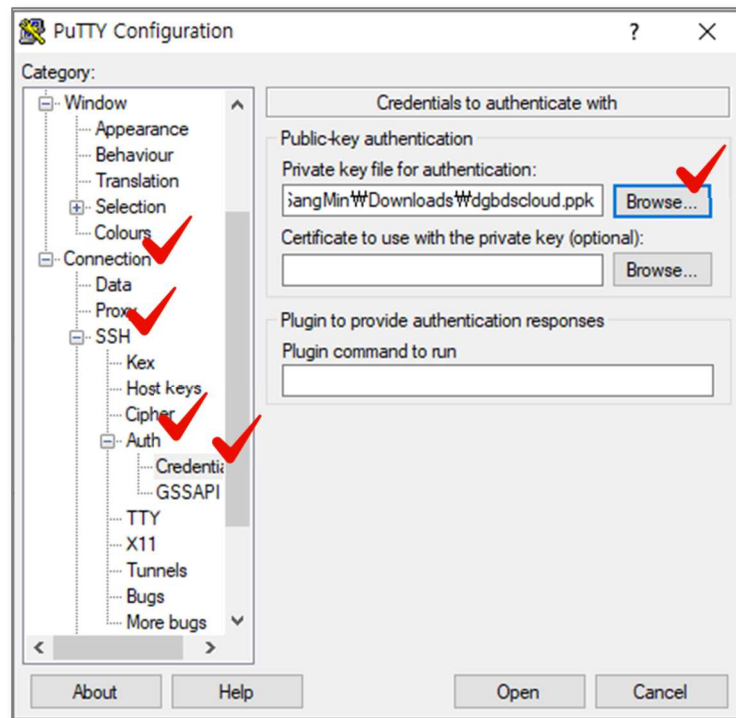 PuTTY Configuration
?
Category:
Window
Appearance
Behaviour
Translation
Selection
Colours
Connection
Data
Proxy
SSH
Kex
Host keys
Cipher
Auth
Credentia
GSSAPI
TTY
X11
Tunnels
Bugs
More bugs
Credentials to authenticate with
Public-key authentication
Private key file for authentication:
SangMin₩Downloads₩dgbdscloud.ppk
Browse...
Certificate to use with the private key (optional):
Browse...
Plugin to provide authentication responses
Plugin command to run
About
Help
Open
Cancel